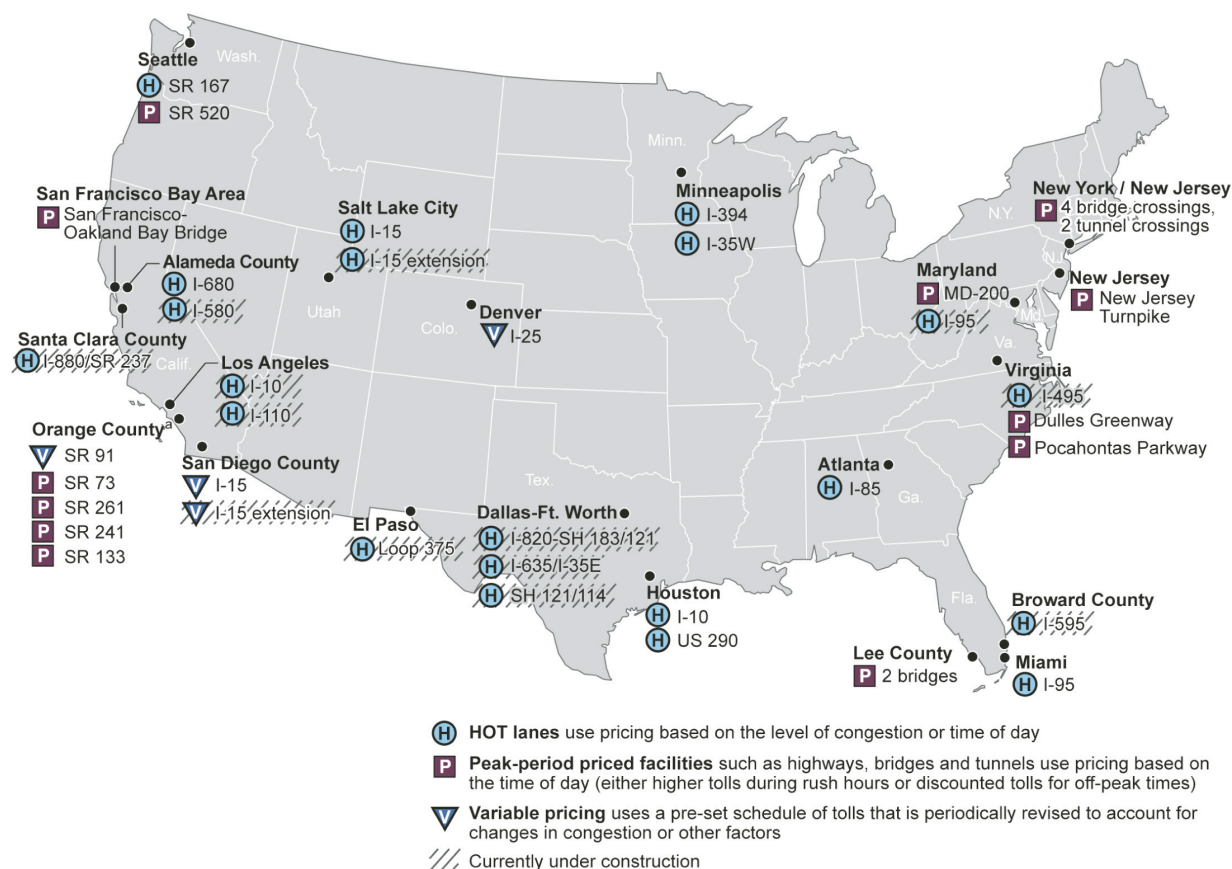 Seattle
H SR 167
P SR 520
Wash.
San Francisco Bay Area
P San Francisco-
Oakland Bay Bridge
Alameda County
H I-680
H I-580
Santa Clara County
H I-880/SR 237
Calif.
Los Angeles
H I-10
H I-110
Orange County a
V SR 91
P SR 73
P SR 261
P SR 241
P SR 133
San Diego County
V I-15
V I-15 extension
Salt Lake City
H I-15
H I-15 extension
Utah
Colo.
Denver
V I-25
El Paso
H Loop 375
Tex.
Dallas-Ft. Worth
H I-820-SH 183/121
H I-635/I-35E
H SH 121/114
Houston
H I-10
H US 290
Minn.
Minneapolis
H I-394
H I-35W
N.Y.
New York / New Jersey
P 4 bridge crossings,
2 tunnel crossings
NJ
New Jersey
P New Jersey
Turnpike
Maryland
P MD-200
H I-95
Md.
Va.
Virginia
H I-495
P Dulles Greenway
P Pocahontas Parkway
Atlanta
H I-85
Ga.
Fla.
Broward County
H I-595
Lee County
P 2 bridges
Miami
H I-95
H HOT lanes use pricing based on the level of congestion or time of day
P Peak-period priced facilities such as highways, bridges and tunnels use pricing based on
the time of day (either higher tolls during rush hours or discounted tolls for off-peak times)
V Variable pricing uses a pre-set schedule of tolls that is periodically revised to account for
changes in congestion or other factors
Currently under construction